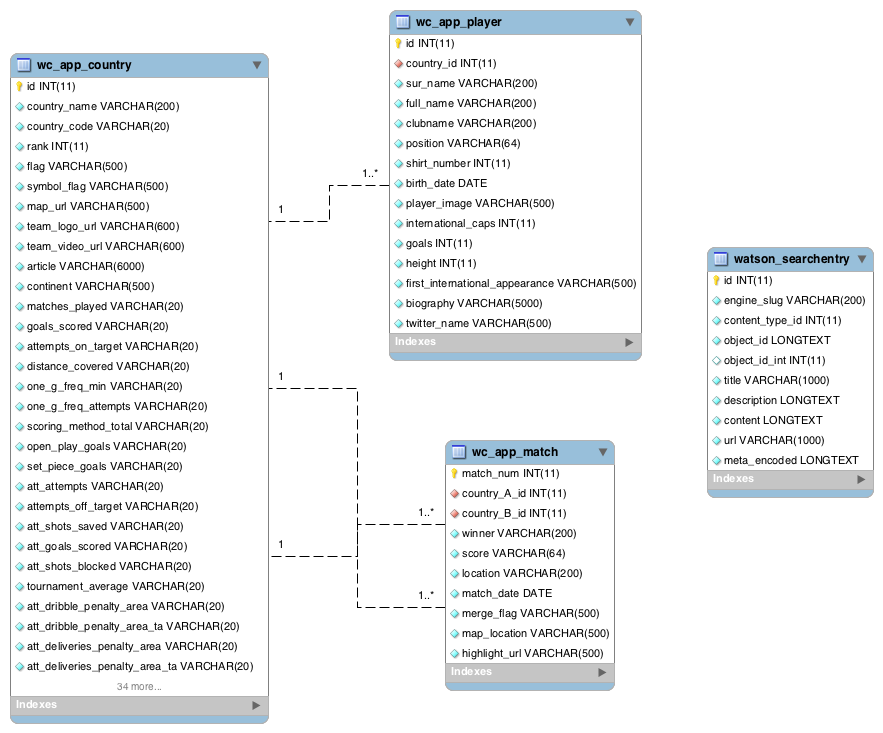 wc_app_country
id INT(11)
country_name VARCHAR(200)
country_code VARCHAR(20)
rank INT(11)
flag VARCHAR(500)
symbol_flag VARCHAR(500)
map_url VARCHAR(500)
team_logo_url VARCHAR(600)
team_video_url VARCHAR(600)
article VARCHAR(6000)
continent VARCHAR(500)
matches_played VARCHAR(20)
goals_scored VARCHAR(20)
attempts_on_target VARCHAR(20)
distance_covered VARCHAR(20)
one_g_freq_min VARCHAR(20)
one_g_freq_attempts VARCHAR(20)
scoring_method_total VARCHAR(20)
open_play_goals VARCHAR(20)
set_piece_goals VARCHAR(20)
att_attempts VARCHAR(20)
attempts_off_target VARCHAR(20)
att_shots_saved VARCHAR(20)
att_goals_scored VARCHAR(20)
att_shots_blocked VARCHAR(20)
tournament_average VARCHAR(20)
att_dribble_penalty_area VARCHAR(20)
att_dribble_penalty_area_ta VARCHAR(20)
att_deliveries_penalty_area VARCHAR(20)
att_deliveries_penalty_area_ta VARCHAR(20)
34 more...
Indexes
1
1..*
wc_app_player
id INT(11)
country_id INT(11)
sur_name VARCHAR(200)
full_name VARCHAR(200)
clubname VARCHAR(200)
position VARCHAR(64)
shirt_number INT(11)
birth_date DATE
player_image VARCHAR(500)
international_caps INT(11)
goals INT(11)
height INT(11)
first_international_appearance VARCHAR(500)
biography VARCHAR(5000)
twitter_name VARCHAR(500)
Indexes
1
1..*
1
1..*
wc_app_match
match_num INT(11)
country_A_id INT(11)
country_B_id INT(11)
winner VARCHAR(200)
score VARCHAR(64)
location VARCHAR(200)
match_date DATE
merge_flag VARCHAR(500)
map_location VARCHAR(500)
highlight_url VARCHAR(500)
Indexes
watson_searchentry
id INT(11)
engine_slug VARCHAR(200)
content_type_id INT(11)
object_id LONGTEXT
object_id_int INT(11)
title VARCHAR(1000)
description LONGTEXT
content LONGTEXT
url VARCHAR(1000)
meta_encoded LONGTEXT
Indexes